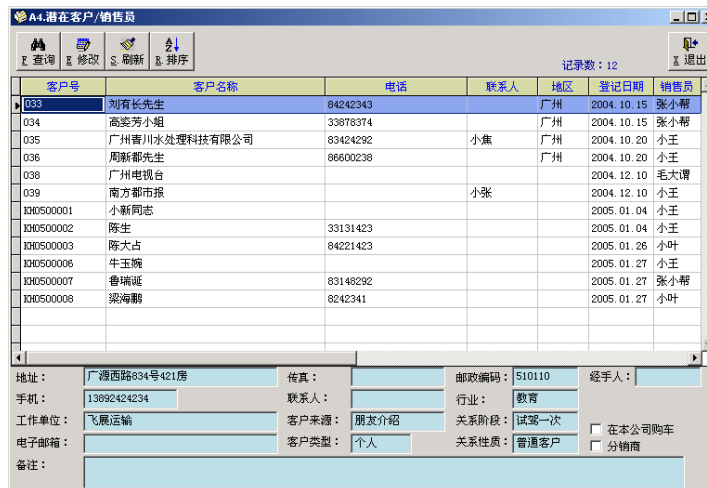 A4.潜在客户/销售员
F 查询 E 修改 S.刷新 B.排序 记录数：12 X 退出
客户号 客户名称 电话 联系人 地区 登记日期 销售员
033 刘有长先生 84242343 广州 2004.10.15 张小帮
034 高姿芳小姐 33878374 广州 2004.10.15 张小帮
035 广州青川水处理科技有限公司 83424292 小焦 广州 2004.10.20 小王
036 周新都先生 86600238 广州 2004.10.20 小王
038 广州电视台 2004.12.10 毛大谓
039 南方都市报 小张 2004.12.10 小王
KH0500001 小新同志 2005.01.04 小王
KH0500002 陈生 33131423 2005.01.04 小王
KH0500003 陈大占 84221423 2005.01.26 小叶
KH0500006 牛玉婉 2005.01.27 小王
KH0500007 鲁瑞诞 83148292 2005.01.27 张小帮
KH0500008 梁海鹏 8242341 2005.01.27 小叶
地址： 广源西路834号421房 传真： 邮政编码： 510110 经手人：
手机： 13892424234 联系人： 行业： 教育
工作单位： 飞展运输 客户来源： 朋友介绍 关系阶段： 试驾一次 在本公司购车
电子邮箱： 客户类型： 个人 关系性质： 普通客户 分销商
备注：